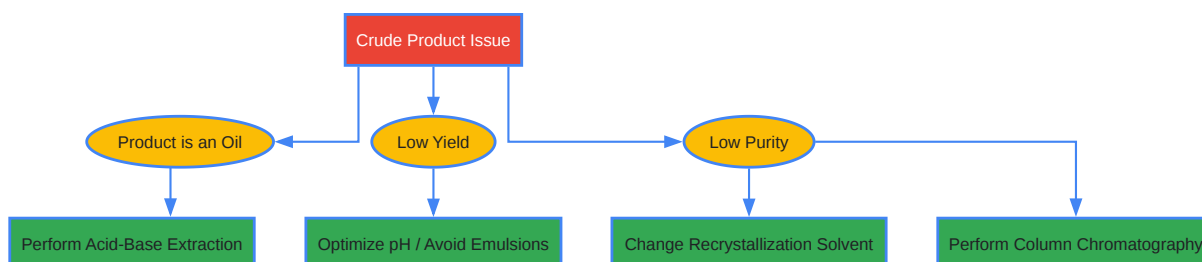 Crude Product Issue
Product is an Oil
Low Yield
Low Purity
Perform Acid-Base Extraction
Optimize pH / Avoid Emulsions
Change Recrystallization Solvent
Perform Column Chromatography